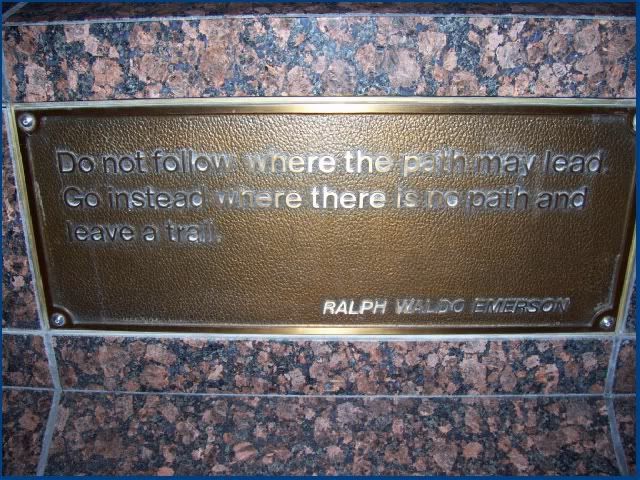 Do not follow where the path may lead.
Go instead where there is no path and
leave a trail.
RALPH WALDO EMERSON